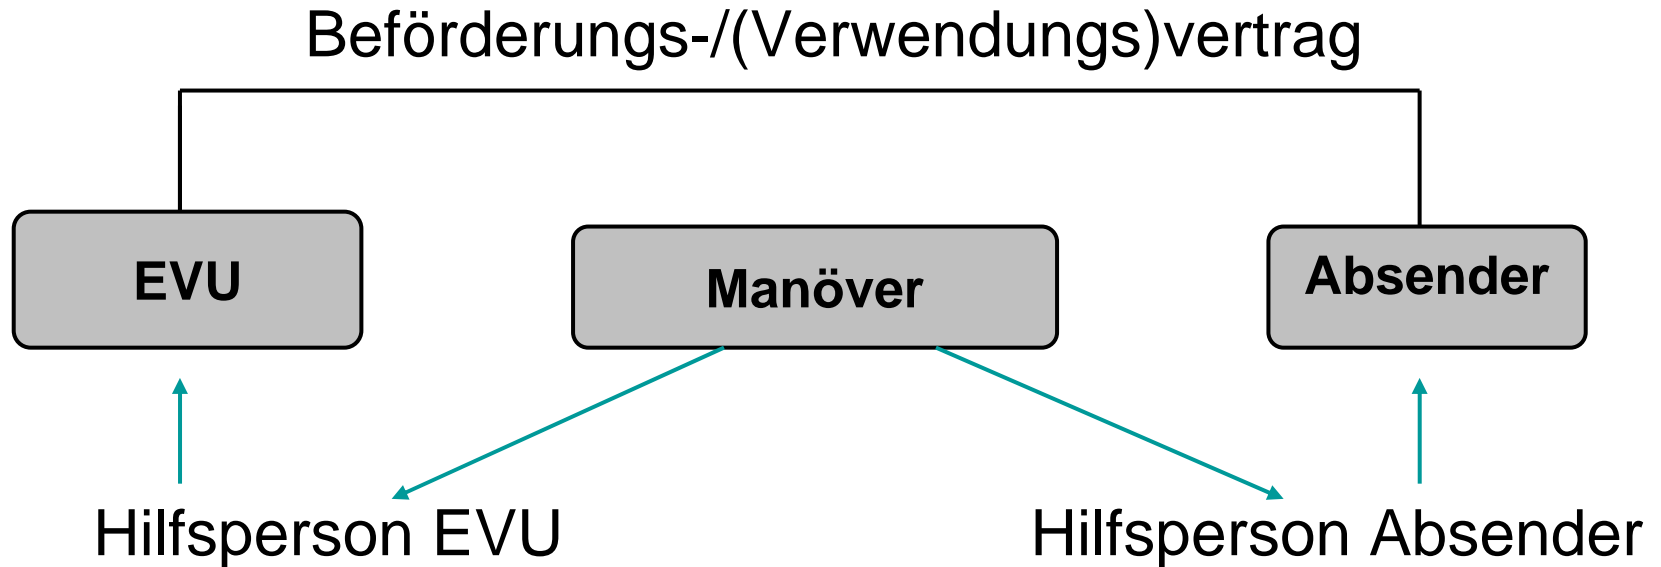 Beförderungs-/(Verwendungs)vertrag
EVU
Manöver
Absender
Hilfsperson EVU
Hilfsperson Absender